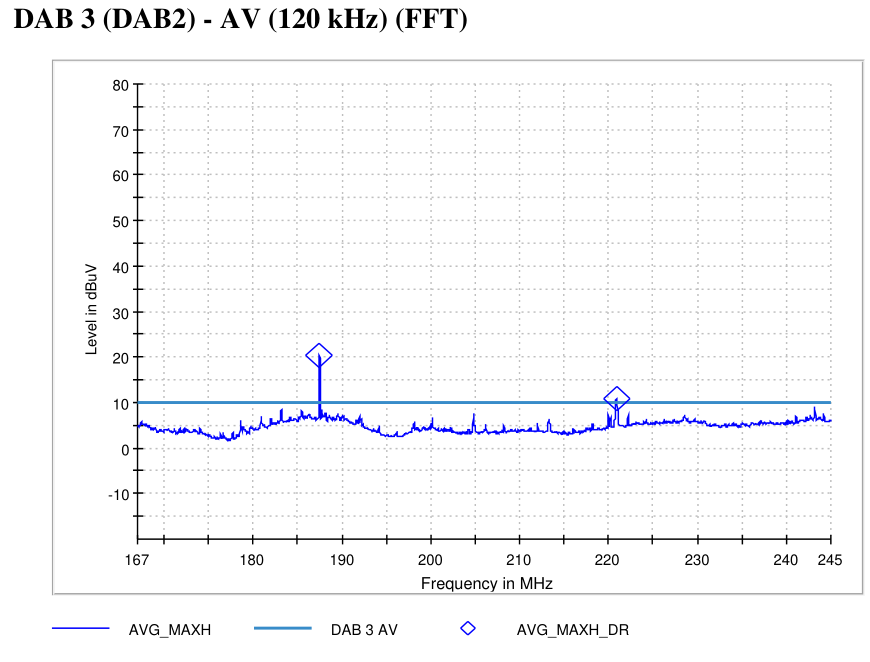 DAB 3 (DAB2) - AV (120 kHz) (FFT)
80
70
60
50
40
30
20
10
0
-10
Level in dBuV
167 180 190 200 210 220 230 240 245
Frequency in MHz
AVG_MAXH DAB 3 AV AVG_MAXH_DR